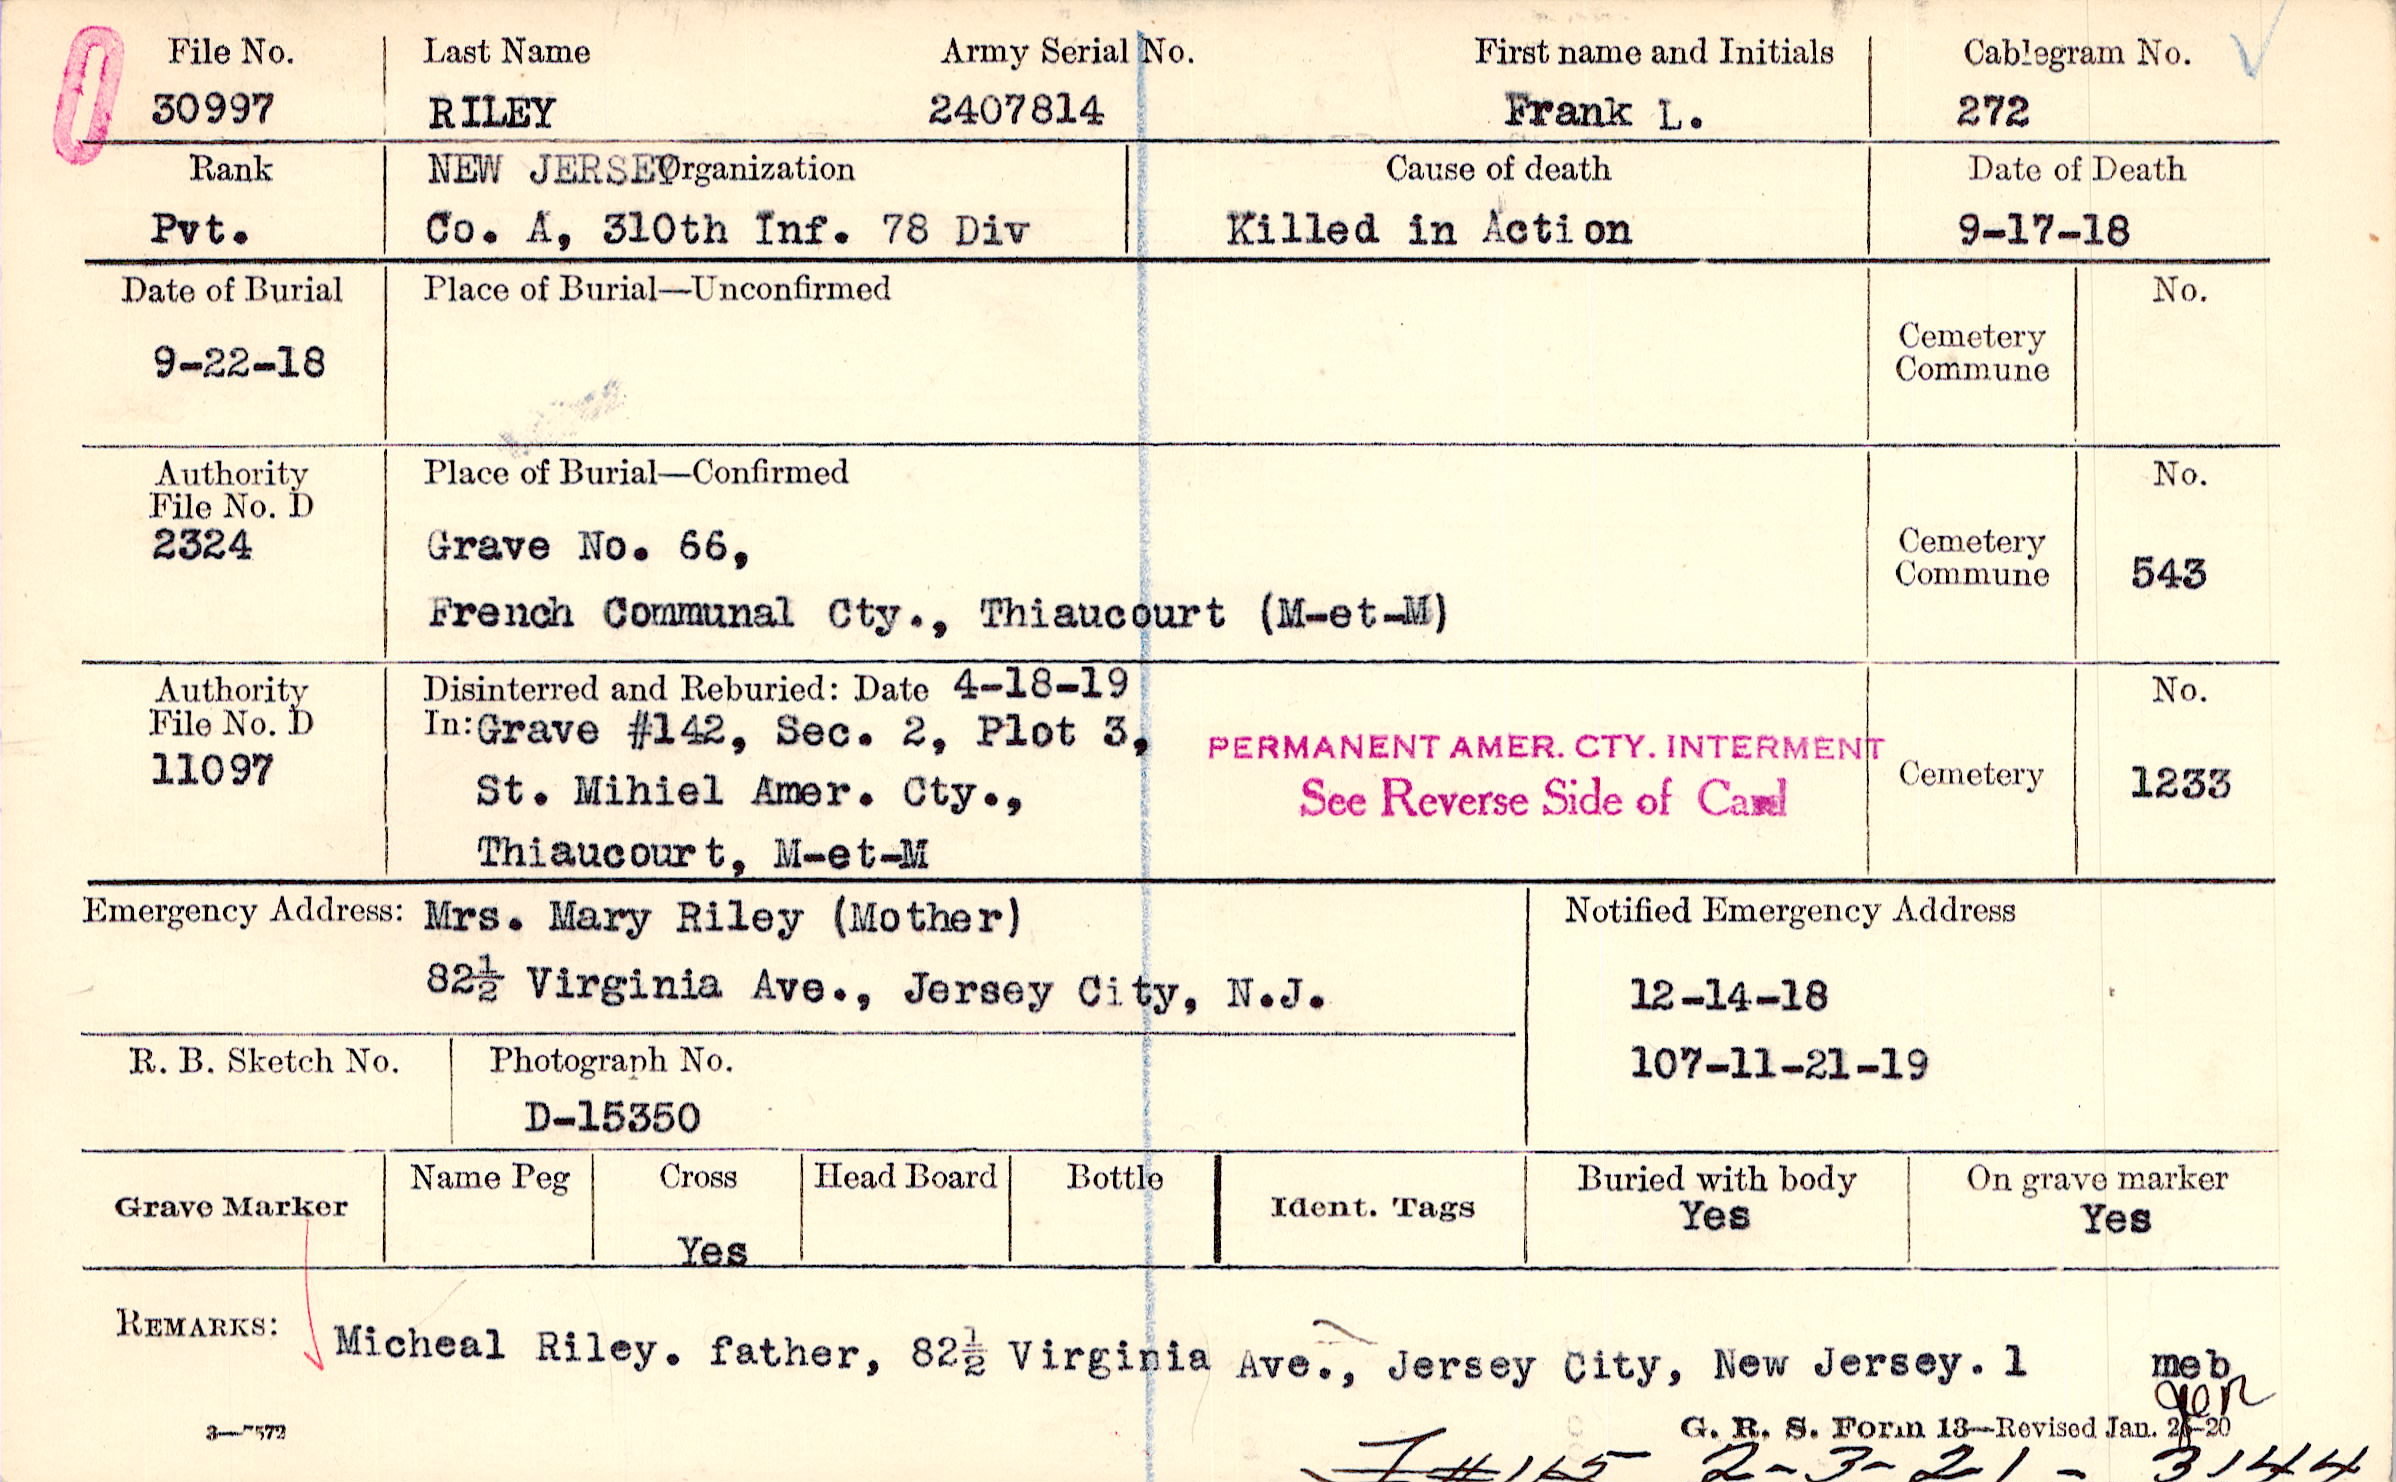 File No. Last Name Army Serial No. First name and Initials Cablegram No.
30997 RILEY 2407814 Frank L. 272
Rank NEW JERSEY Organization Cause of death Date of Death
Pvt. Co. A, 310th Inf. 78 Div Killed in Action 9-17-18
Date of Burial Place of Burial—Unconfirmed No.
9-22-18 Cemetery
Commune
Authority Place of Burial—Confirmed No.
File No. D
2324 Grave No. 66, Cemetery
Commune 543
French Communal Cty., Thiaucourt (M-et-M)
Authority Disinterred and Reburied: Date 4-18-19 No.
File No. D In: Grave #142, Sec. 2, Plot 3,
PERMANENT AMER. CTY. INTERMENT
11097 St. Mihiel Amer. Cty., See Reverse Side of Card Cemetery 1233
Thiaucourt, M-et-M
Emergency Address: Mrs. Mary Riley (Mother) Notified Emergency Address
82½ Virginia Ave., Jersey City, N.J. 12-14-18
R. B. Sketch No. Photograph No. 107-11-21-19
D-15350
Grave Marker Name Peg Cross Head Board Bottle Ident. Tags Buried with body On grave marker
Yes Yes Yes
REMARKS: Micheal Riley. father, 82½ Virginia Ave., Jersey City, New Jersey. 1 meb
G. R. S. Form 13—Revised Jan.
2-3-21- 3144